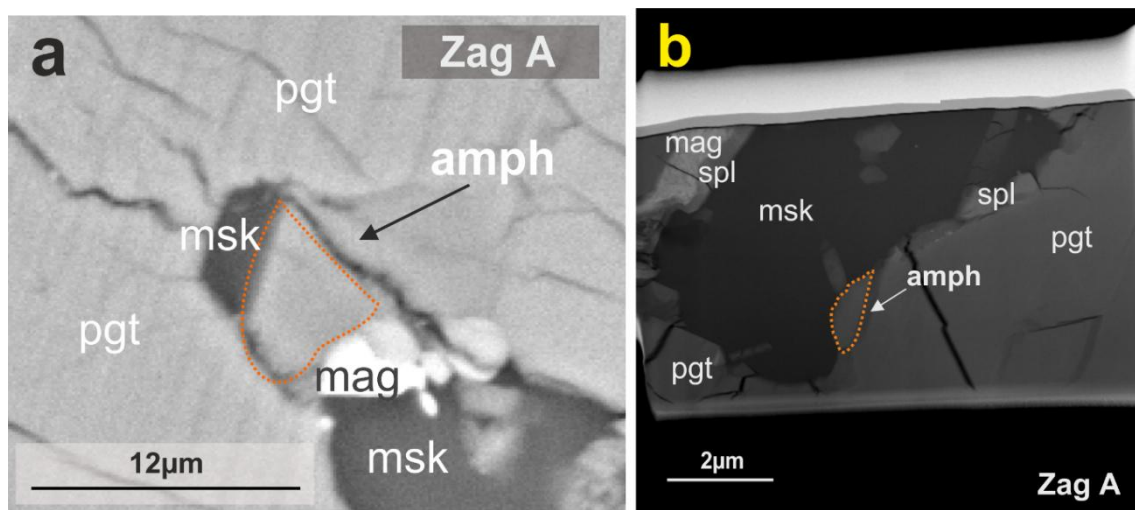 a
Zag A
pgt
amph
msk
pgt
mag
msk
12µm
b
mag
spl
msk
spl
pgt
amph
pgt
2µm
Zag A